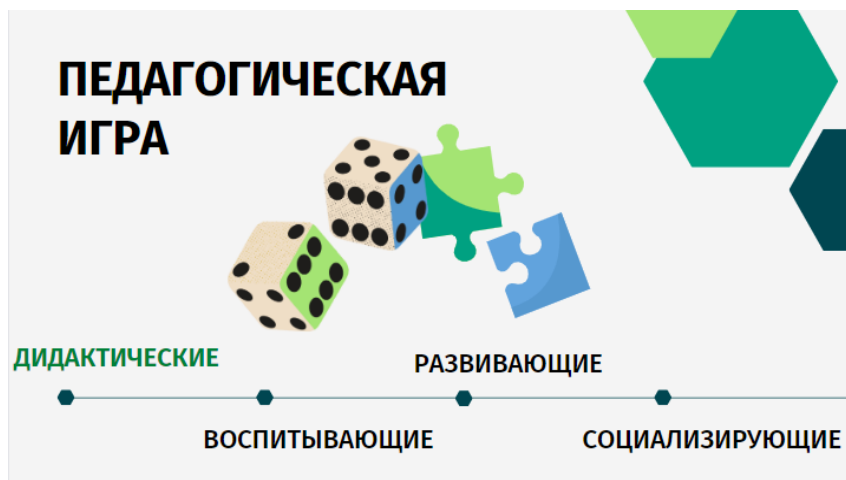 ПЕДАГОГИЧЕСКАЯ
ИГРА
ДИДАКТИЧЕСКИЕ
РАЗВИВАЮЩИЕ
ВОСПИТЫВАЮЩИЕ
СОЦИАЛИЗИРУЮЩИЕ